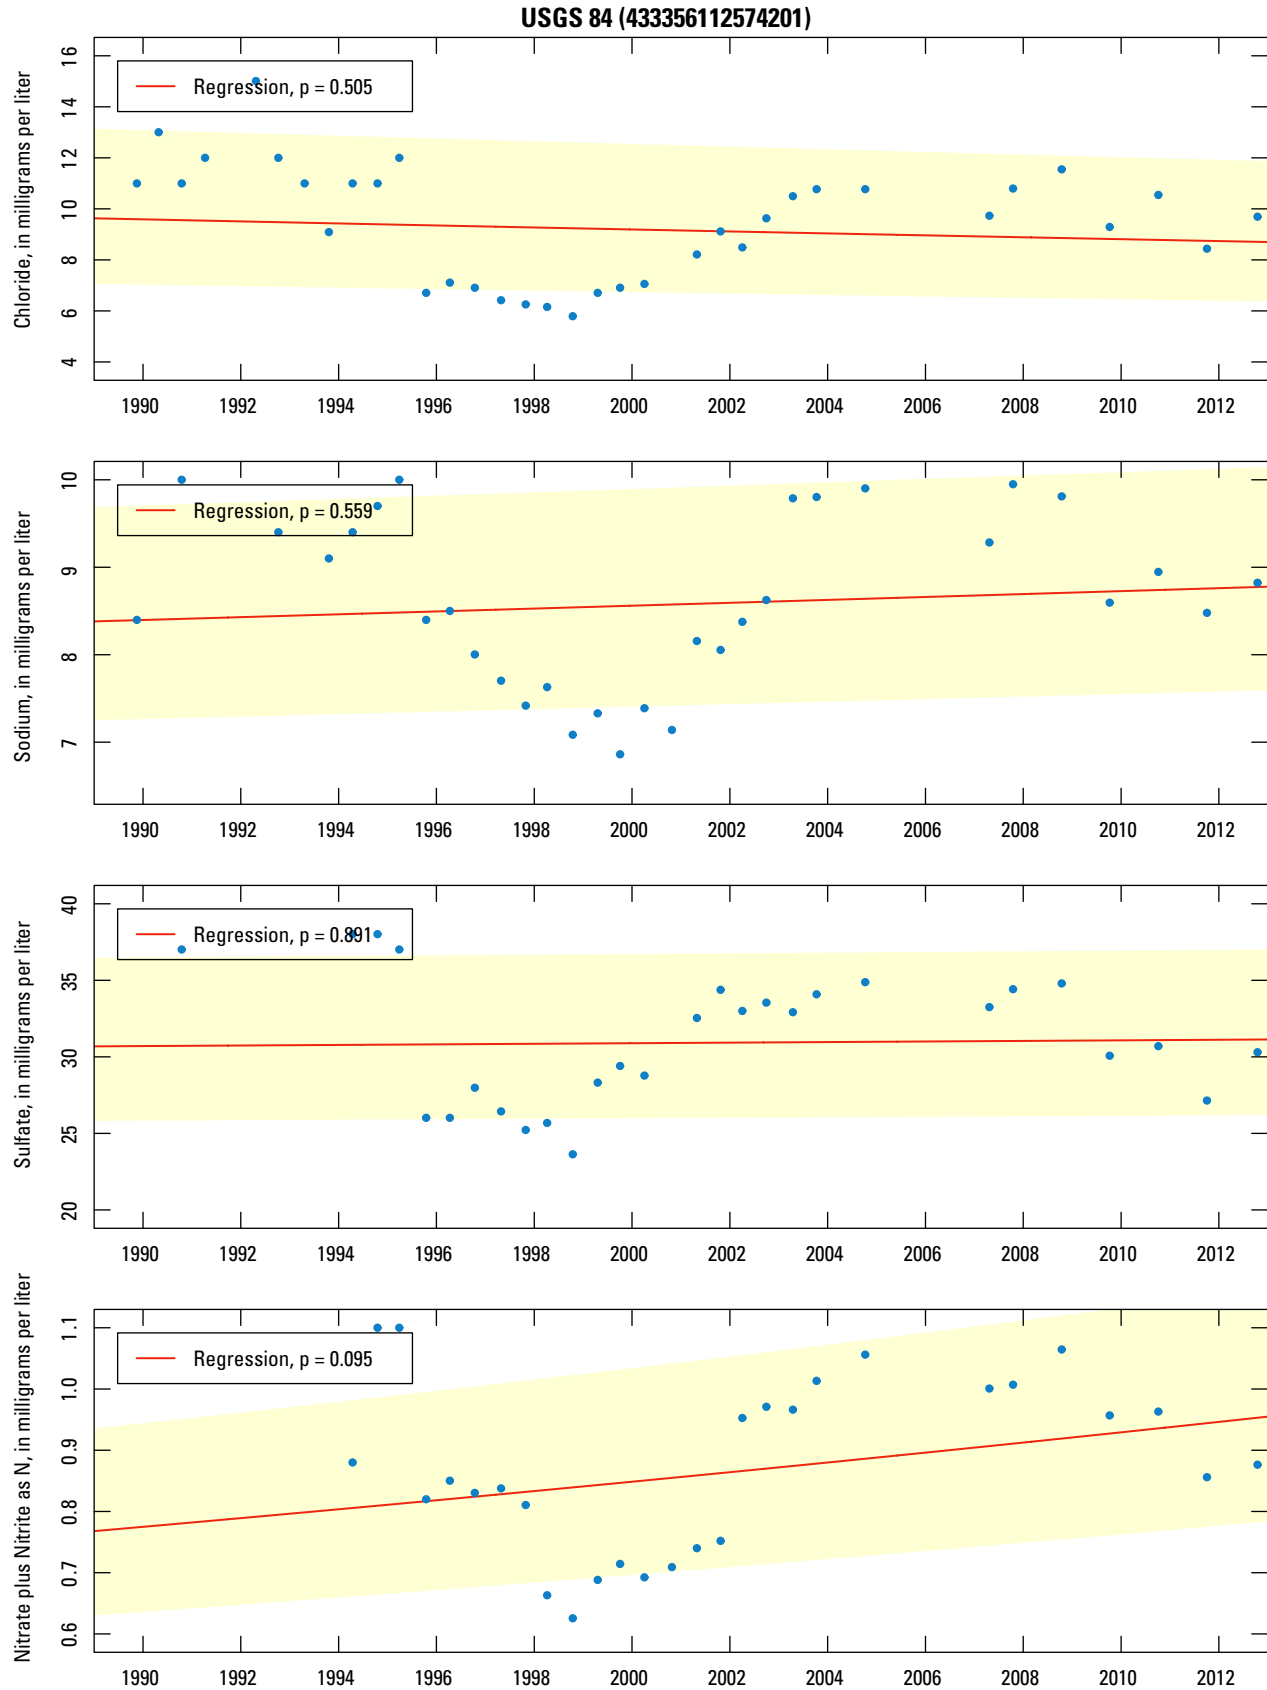 USGS 84 (433356112574201)
Chloride, in milligrams per liter
16
14
12
10
8
6
4
Regression, p = 0.505
1990 1992 1994 1996 1998 2000 2002 2004 2006 2008 2010 2012
Sodium, in milligrams per liter
10
9
8
7
Regression, p = 0.559
1990 1992 1994 1996 1998 2000 2002 2004 2006 2008 2010 2012
Sulfate, in milligrams per liter
40
35
30
25
20
Regression, p = 0.891
1990 1992 1994 1996 1998 2000 2002 2004 2006 2008 2010 2012
Nitrate plus Nitrite as N, in milligrams per liter
1.1
1.0
0.9
0.8
0.7
0.6
Regression, p = 0.095
1990 1992 1994 1996 1998 2000 2002 2004 2006 2008 2010 2012